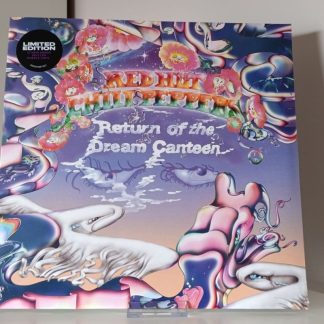 LIMITED
EDITION
RED HOT
CHILI PEPPERS
Return of the
Dream Canteen